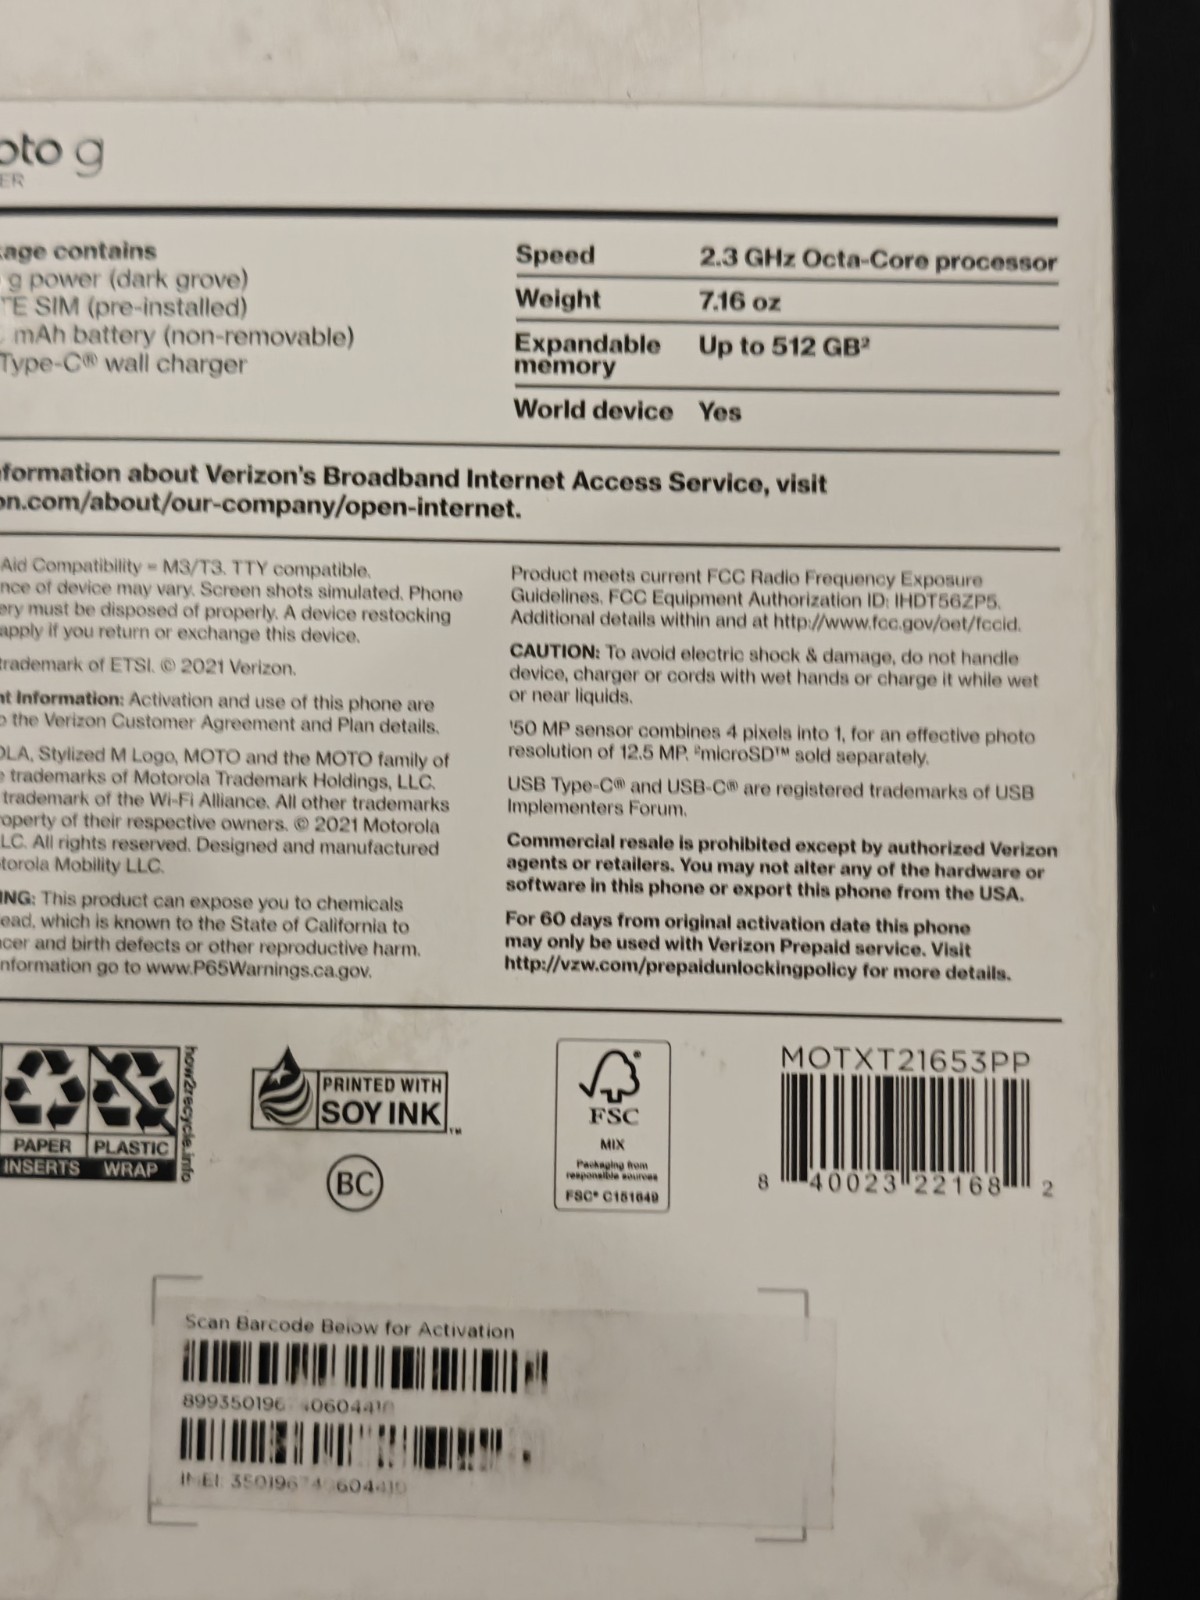 oto g
ER
age contains
g power (dark grove)
TE SIM (pre-installed)
mAh battery (non-removable)
Type-C® wall charger
Speed 2.3 GHz Octa-Core processor
Weight 7.16 oz
Expandable memory Up to 512 GB²
World device Yes
formation about Verizon's Broadband Internet Access Service, visit
on.com/about/our-company/open-internet.
Aid Compatibility = M3/T3. TTY compatible.
nce of device may vary. Screen shots simulated. Phone
ery must be disposed of properly. A device restocking
apply if you return or exchange this device.
trademark of ETSI. © 2021 Verizon.
nt Information: Activation and use of this phone are
o the Verizon Customer Agreement and Plan details.
OLA, Stylized M Logo, MOTO and the MOTO family of
e trademarks of Motorola Trademark Holdings, LLC.
trademark of the Wi-Fi Alliance. All other trademarks
roperty of their respective owners. © 2021 Motorola
LC. All rights reserved. Designed and manufactured
torola Mobility LLC.
ING: This product can expose you to chemicals
ead, which is known to the State of California to
ncer and birth defects or other reproductive harm.
nformation go to www.P65Warnings.ca.gov.
Product meets current FCC Radio Frequency Exposure
Guidelines. FCC Equipment Authorization ID: IHDT56ZP5.
Additional details within and at http://www.fcc.gov/oet/fccid.
CAUTION: To avoid electric shock & damage, do not handle
device, charger or cords with wet hands or charge it while wet
or near liquids.
¹50 MP sensor combines 4 pixels into 1, for an effective photo
resolution of 12.5 MP. ²microSD™ sold separately.
USB Type-C® and USB-C® are registered trademarks of USB
Implementers Forum.
Commercial resale is prohibited except by authorized Verizon
agents or retailers. You may not alter any of the hardware or
software in this phone or export this phone from the USA.
For 60 days from original activation date this phone
may only be used with Verizon Prepaid service. Visit
http://vzw.com/prepaidunlockingpolicy for more details.
PAPER PLASTIC
INSERTS WRAP
how2recycle.info
PRINTED WITH
SOY INK™
BC
FSC
MIX
Packaging from
responsible sources
FSC® C151649
MOTXT21653PP
8 40023 22168 2
Scan Barcode Below for Activation
IMEI: